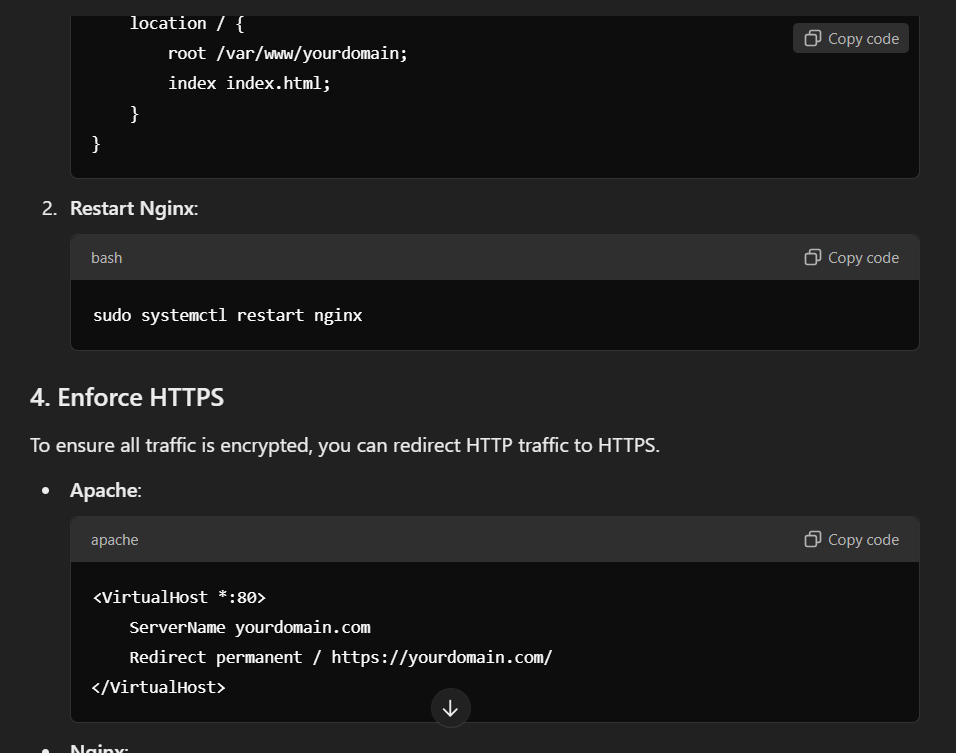 location / {
Copy code
root /var/www/yourdomain;
index index.html;
}
}
2. Restart Nginx:
bash
Copy code
sudo systemctl restart nginx
4. Enforce HTTPS
To ensure all traffic is encrypted, you can redirect HTTP traffic to HTTPS.
• Apache:
apache
Copy code
<VirtualHost *:80>
ServerName yourdomain.com
Redirect permanent / https://yourdomain.com/
</VirtualHost>
• Nginx: